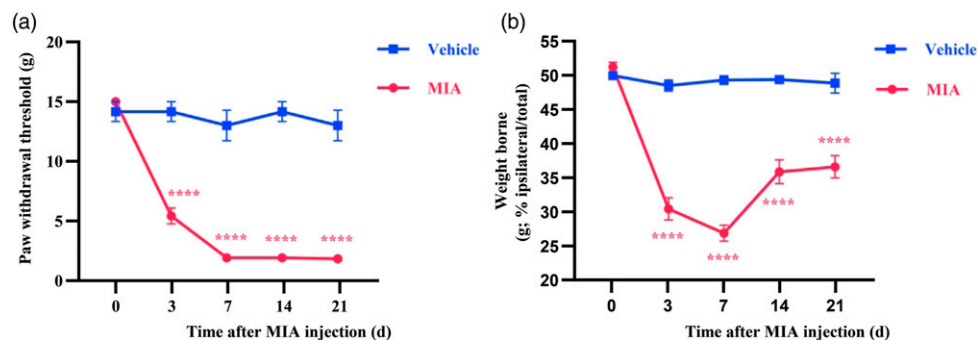 (a)
Paw withdrawal threshold (g)
20
15
10
5
0
Vehicle
MIA
****
****
****
****
0 3 7 14 21
Time after MIA injection (d)
(b)
Weight borne
(g; % ipsilateral/total)
55
50
45
40
35
30
25
20
Vehicle
MIA
****
****
****
****
0 3 7 14 21
Time after MIA injection (d)